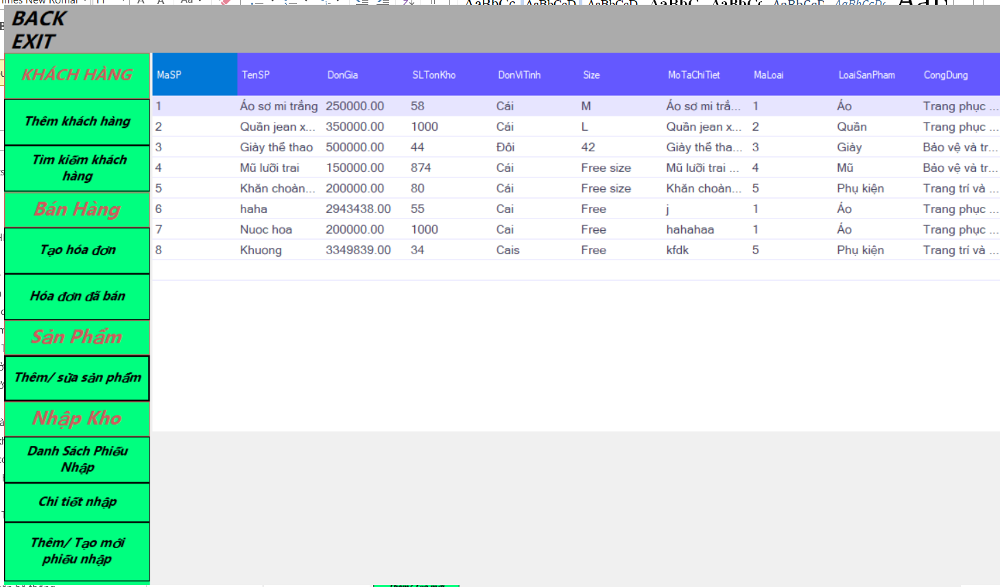 BACK
EXIT
KHÁCH HÀNG
Thêm khách hàng
Tìm kiếm khách
hàng
Bán Hàng
Tạo hóa đơn
Hóa đơn đã bán
Sản Phẩm
Thêm/ sửa sản phẩm
Nhập Kho
Danh Sách Phiếu
Nhập
Chi tiết nhập
Thêm/ Tạo mới
phiếu nhập
MaSP TenSP DonGia SLTonKho DonViTinh Size MoTaChiTiet MaLoai LoaiSanPham CongDung
1 Áo sơ mi trắng 250000.00 58 Cái M Áo sơ mi trắ... 1 Áo Trang phục ...
2 Quần jean x... 350000.00 1000 Cái L Quần jean x... 2 Quần Trang phục ...
3 Giày thể thao 500000.00 44 Đôi 42 Giày thể tha... 3 Giày Bảo vệ và tr...
4 Mũ lưỡi trai 150000.00 874 Cái Free size Mũ lưỡi trai ... 4 Mũ Bảo vệ và tr...
5 Khăn choàn... 200000.00 80 Cái Free size Khăn choàn... 5 Phụ kiện Trang trí và ...
6 haha 2943438.00 55 Cai Free j 1 Áo Trang phục ...
7 Nuoc hoa 200000.00 1000 Cai Free hahahaa 1 Áo Trang phục ...
8 Khuong 3349839.00 34 Cais Free kfdk 5 Phụ kiện Trang trí và ...